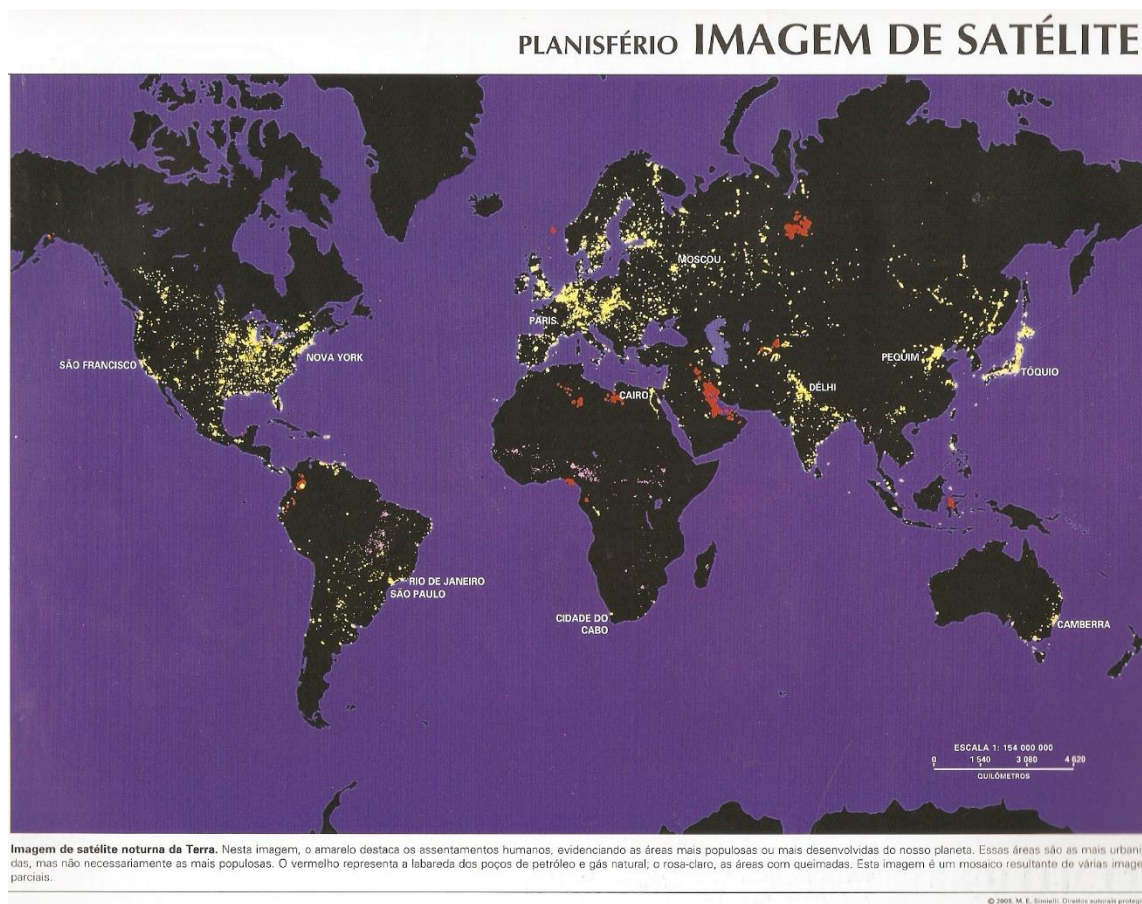 PLANISFÉRIO IMAGEM DE SATÉLITE
MOSCOU
PARIS
NOVA YORK
SÃO FRANCISCO
PEQUIM
TÓQUIO
CAIRO
DÉLHI
RIO DE JANEIRO
SÃO PAULO
CIDADE DO
CABO
CAMBERRA
ESCALA 1: 154 000 000
0 1 540 3 080 4 620
QUILÔMETROS
Imagem de satélite noturna da Terra. Nesta imagem, o amarelo destaca os assentamentos humanos, evidenciando as áreas mais populosas ou mais desenvolvidas do nosso planeta. Essas áreas são as mais urbani
das, mas não necessariamente as mais populosas. O vermelho representa a labareda dos poços de petróleo e gás natural; o rosa-claro, as áreas com queimadas. Esta imagem é um mosaico resultante de várias image
parciais.
© 2009. M. E. Simielli. Direitos autorais proteg